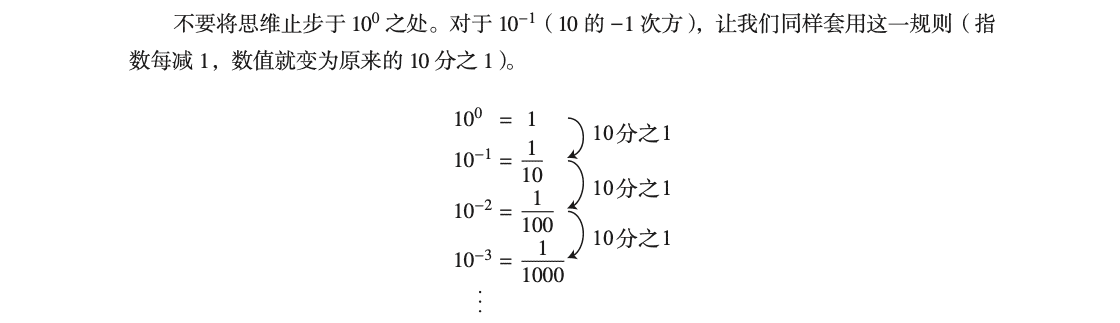 不要将思维止步于 10⁰ 之处。对于 10⁻¹（10 的 −1 次方），让我们同样套用这一规则（指
数每减 1，数值就变为原来的 10 分之 1）。
10⁰ = 1
10分之1
10⁻¹ = 1/10
10分之1
10⁻² = 1/100
10分之1
10⁻³ = 1/1000
⋮